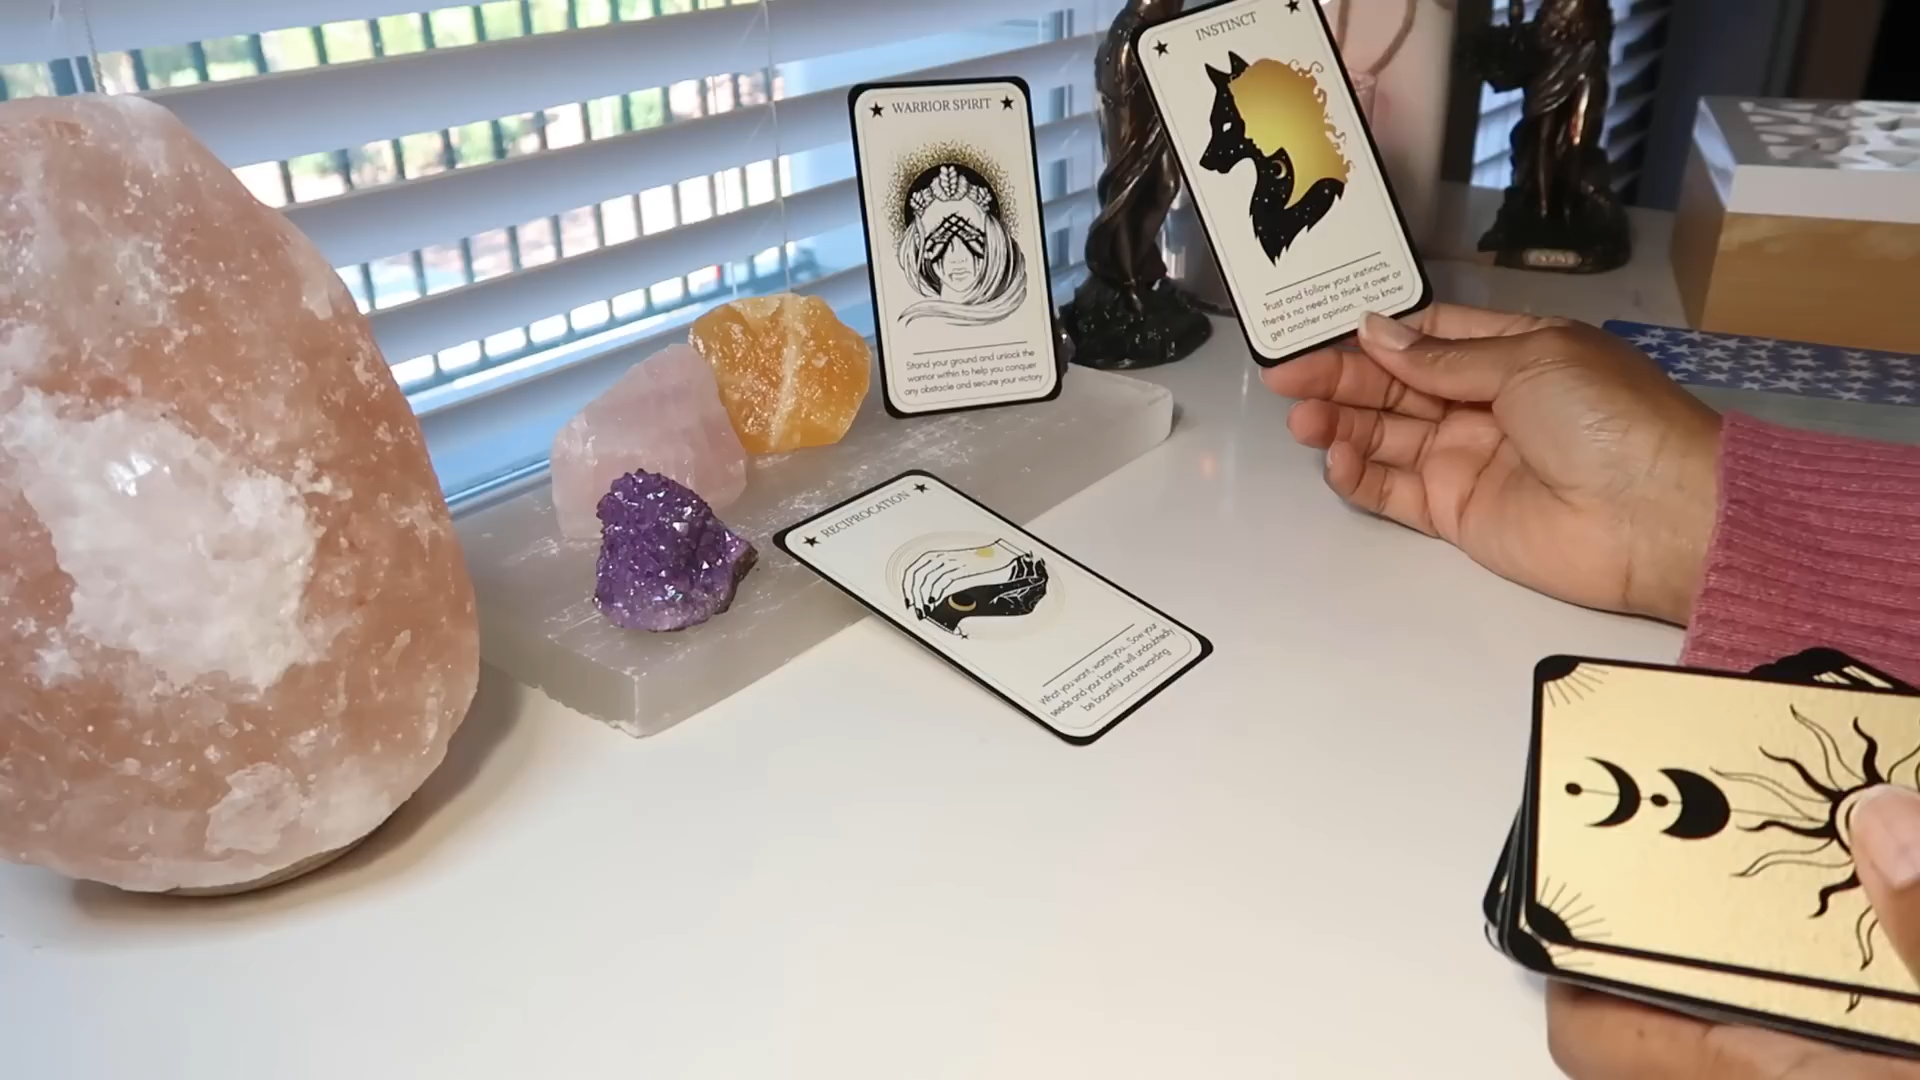 WARRIOR SPIRIT
Stand your ground and unlock the
warrior within to help you conquer
any obstacle and secure your victory
INSTINCT
Trust and follow your instincts,
there's no need to think it over or
get another opinion... You know
RECIPROCATION
What you want, wants you... Sow your
seeds and your harvest will undoubtedly
be bountiful and rewarding